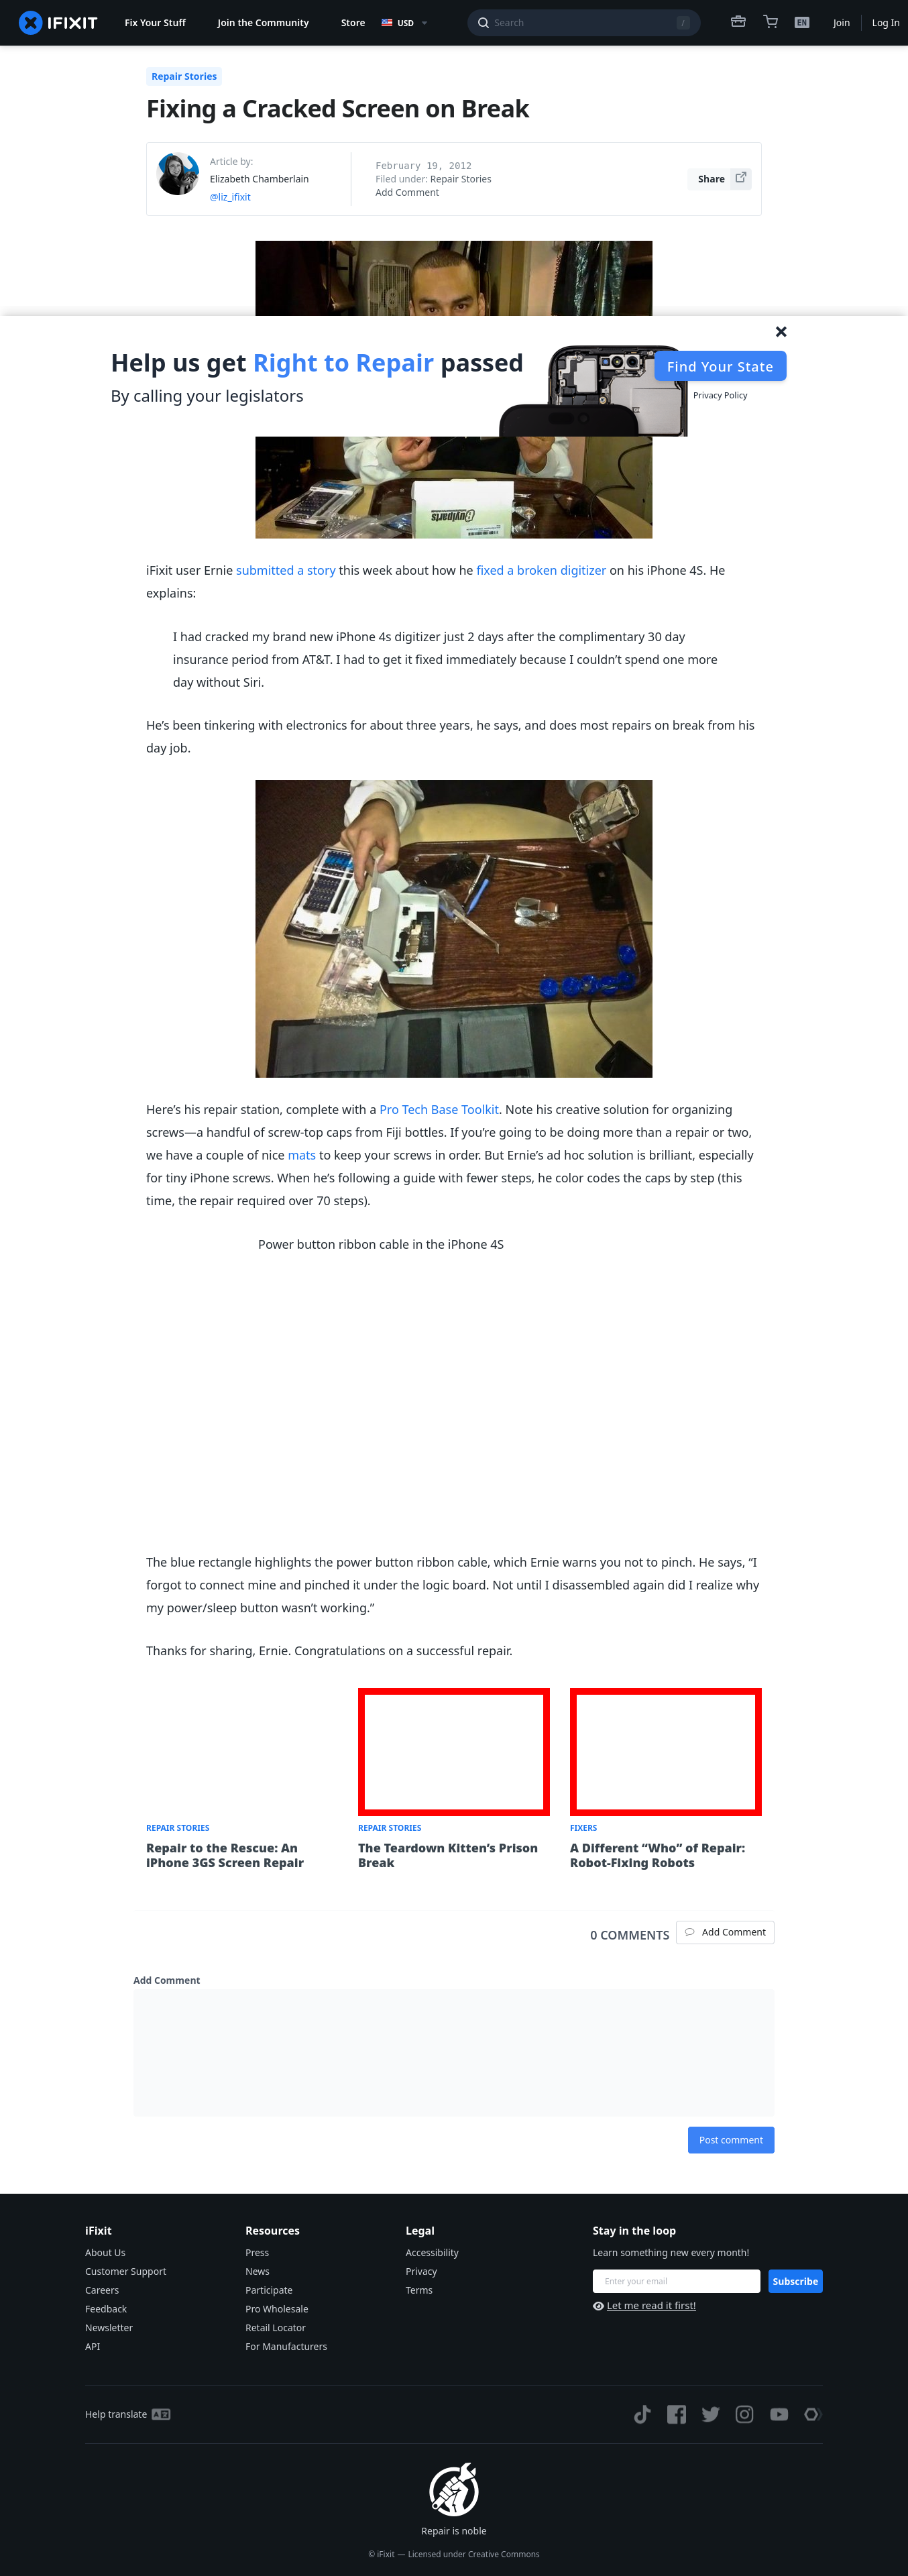 IFIXIT
Fix Your Stuff
Join the Community
Store
USD
Search
/
EN
Join
Log In
Repair Stories
Fixing a Cracked Screen on Break
Article by:
Elizabeth Chamberlain
@liz_ifixit
February 19, 2012
Filed under: Repair Stories
Add Comment
Share
Help us get Right to Repair passed
By calling your legislators
Find Your State
Privacy Policy
iFixit user Ernie submitted a story this week about how he fixed a broken digitizer on his iPhone 4S. He
explains:
I had cracked my brand new iPhone 4s digitizer just 2 days after the complimentary 30 day
insurance period from AT&T. I had to get it fixed immediately because I couldn’t spend one more
day without Siri.
He’s been tinkering with electronics for about three years, he says, and does most repairs on break from his
day job.
Here’s his repair station, complete with a Pro Tech Base Toolkit. Note his creative solution for organizing
screws—a handful of screw-top caps from Fiji bottles. If you’re going to be doing more than a repair or two,
we have a couple of nice mats to keep your screws in order. But Ernie’s ad hoc solution is brilliant, especially
for tiny iPhone screws. When he’s following a guide with fewer steps, he color codes the caps by step (this
time, the repair required over 70 steps).
Power button ribbon cable in the iPhone 4S
The blue rectangle highlights the power button ribbon cable, which Ernie warns you not to pinch. He says, “I
forgot to connect mine and pinched it under the logic board. Not until I disassembled again did I realize why
my power/sleep button wasn’t working.”
Thanks for sharing, Ernie. Congratulations on a successful repair.
REPAIR STORIES
Repair to the Rescue: An
iPhone 3GS Screen Repair
REPAIR STORIES
The Teardown Kitten’s Prison
Break
FIXERS
A Different “Who” of Repair:
Robot-Fixing Robots
0 COMMENTS
Add Comment
Add Comment
Post comment
iFixit
About Us
Customer Support
Careers
Feedback
Newsletter
API
Resources
Press
News
Participate
Pro Wholesale
Retail Locator
For Manufacturers
Legal
Accessibility
Privacy
Terms
Stay in the loop
Learn something new every month!
Enter your email
Subscribe
Let me read it first!
Help translate
Repair is noble
© iFixit — Licensed under Creative Commons